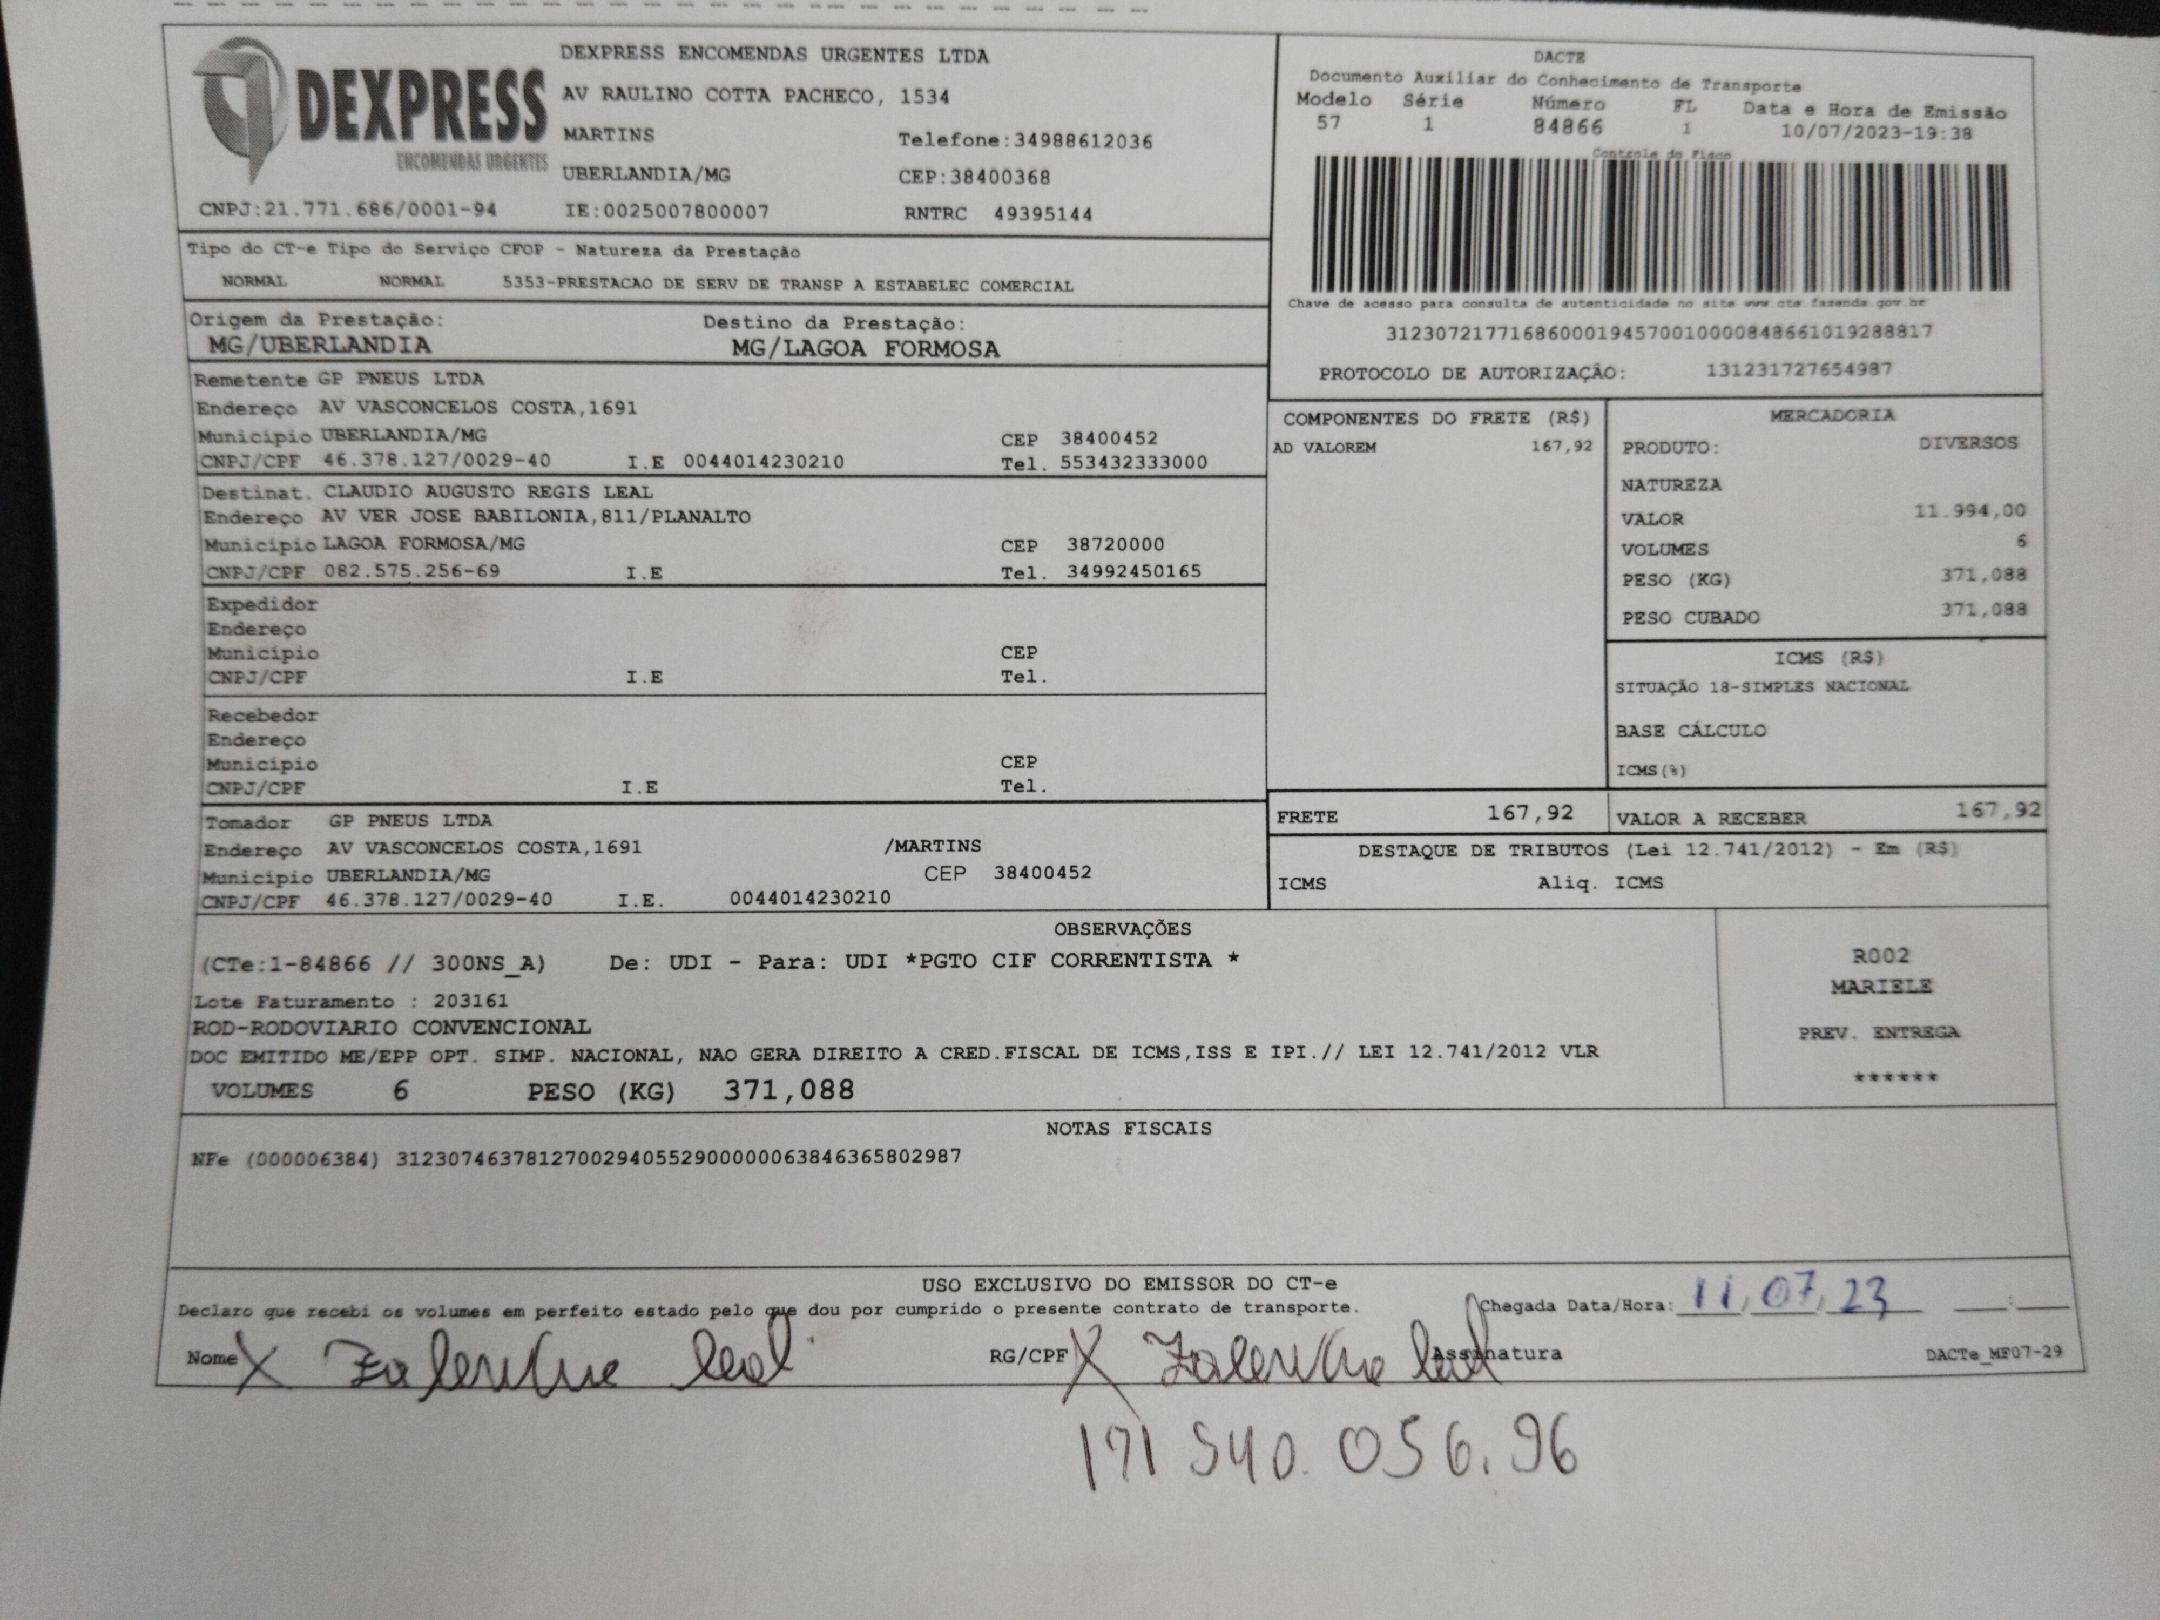 DEXPRESS
ENCOMENDAS URGENTES
DEXPRESS ENCOMENDAS URGENTES LTDA
AV RAULINO COTTA PACHECO, 1534
MARTINS Telefone:34988612036
UBERLANDIA/MG CEP:38400368
CNPJ:21.771.686/0001-94 IE:0025007800007 RNTRC 49395144
DACTE
Documento Auxiliar do Conhecimento de Transporte
Modelo Série Número FL Data e Hora de Emissão
57 1 84866 1 10/07/2023-19:38
Controle do Fisco
Chave de acesso para consulta de autenticidade no site www.cte.fazenda.gov.br
31230721771686000194570010000848661019288817
PROTOCOLO DE AUTORIZAÇÃO: 131231727654987
Tipo do CT-e Tipo do Serviço CFOP - Natureza da Prestação
NORMAL NORMAL 5353-PRESTACAO DE SERV DE TRANSP A ESTABELEC COMERCIAL
Origem da Prestação: Destino da Prestação:
MG/UBERLANDIA MG/LAGOA FORMOSA
Remetente GP PNEUS LTDA
Endereço AV VASCONCELOS COSTA,1691
Município UBERLANDIA/MG CEP 38400452
CNPJ/CPF 46.378.127/0029-40 I.E 0044014230210 Tel. 553432333000
Destinat. CLAUDIO AUGUSTO REGIS LEAL
Endereço AV VER JOSE BABILONIA,811/PLANALTO
Município LAGOA FORMOSA/MG CEP 38720000
CNPJ/CPF 082.575.256-69 I.E Tel. 34992450165
Expedidor
Endereço
Município CEP
CNPJ/CPF I.E Tel.
Recebedor
Endereço
Município CEP
CNPJ/CPF I.E Tel.
Tomador GP PNEUS LTDA
Endereço AV VASCONCELOS COSTA,1691 /MARTINS
Município UBERLANDIA/MG CEP 38400452
CNPJ/CPF 46.378.127/0029-40 I.E. 0044014230210
COMPONENTES DO FRETE (R$)
AD VALOREM 167,92
MERCADORIA
PRODUTO: DIVERSOS
NATUREZA
VALOR 11.994,00
VOLUMES 6
PESO (KG) 371,088
PESO CUBADO 371,088
ICMS (R$)
SITUAÇÃO 18-SIMPLES NACIONAL
BASE CÁLCULO
ICMS(%)
FRETE 167,92 VALOR A RECEBER 167,92
DESTAQUE DE TRIBUTOS (Lei 12.741/2012) - Em (R$)
ICMS Aliq. ICMS
OBSERVAÇÕES
(CTe:1-84866 // 300NS_A) De: UDI - Para: UDI *PGTO CIF CORRENTISTA *
Lote Faturamento : 203161
ROD-RODOVIARIO CONVENCIONAL
DOC EMITIDO ME/EPP OPT. SIMP. NACIONAL, NAO GERA DIREITO A CRED.FISCAL DE ICMS,ISS E IPI.// LEI 12.741/2012 VLR
VOLUMES 6 PESO (KG) 371,088
R002
MARIELE
PREV. ENTREGA
******
NOTAS FISCAIS
NFe (000006384) 31230746378127002940552900000063846365802987
USO EXCLUSIVO DO EMISSOR DO CT-e
Declaro que recebi os volumes em perfeito estado pelo que dou por cumprido o presente contrato de transporte. Chegada Data/Hora: 11/07/23 __:__
Nome X leal RG/CPF X leal Assinatura DACTe_MF07-29
171 540.056.96